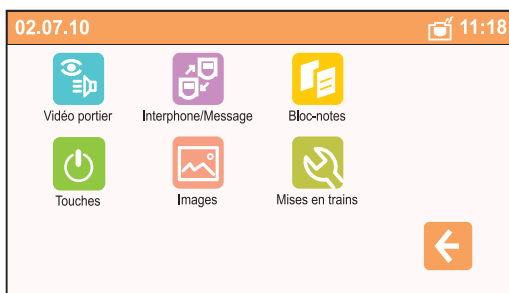 02.07.10 11:18
Vidéo portier Interphone/Message Bloc-notes
Touches Images Mises en trains